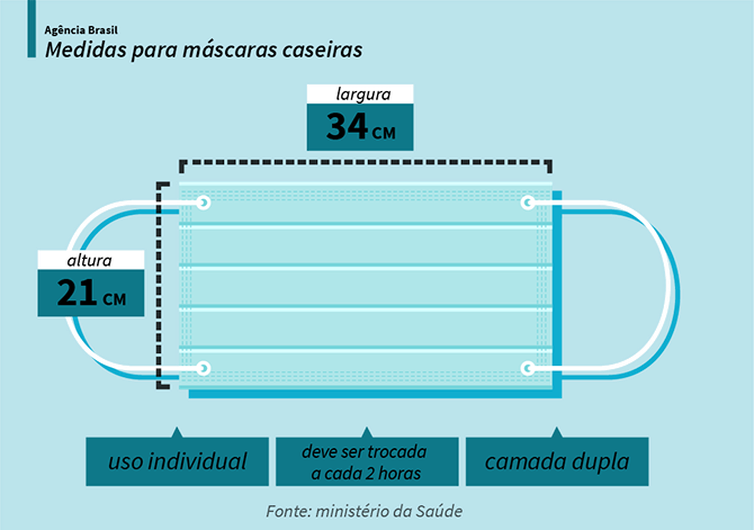 Agência Brasil
Medidas para máscaras caseiras
largura
34 CM
altura
21 CM
uso individual
deve ser trocada
a cada 2 horas
camada dupla
Fonte: ministério da Saúde